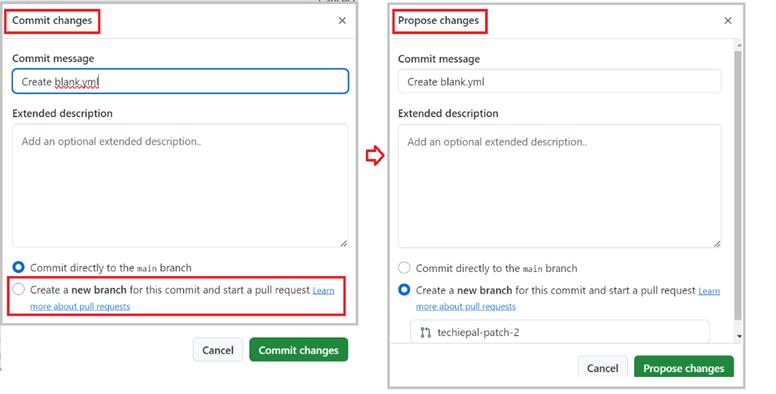 Commit changes
Commit message
Create blank.yml
Extended description
Add an optional extended description..
Commit directly to the main branch
Create a new branch for this commit and start a pull request Learn
more about pull requests
Cancel
Commit changes
Propose changes
Commit message
Create blank.yml
Extended description
Add an optional extended description..
Commit directly to the main branch
Create a new branch for this commit and start a pull request Learn
more about pull requests
techiepal-patch-2
Cancel
Propose changes